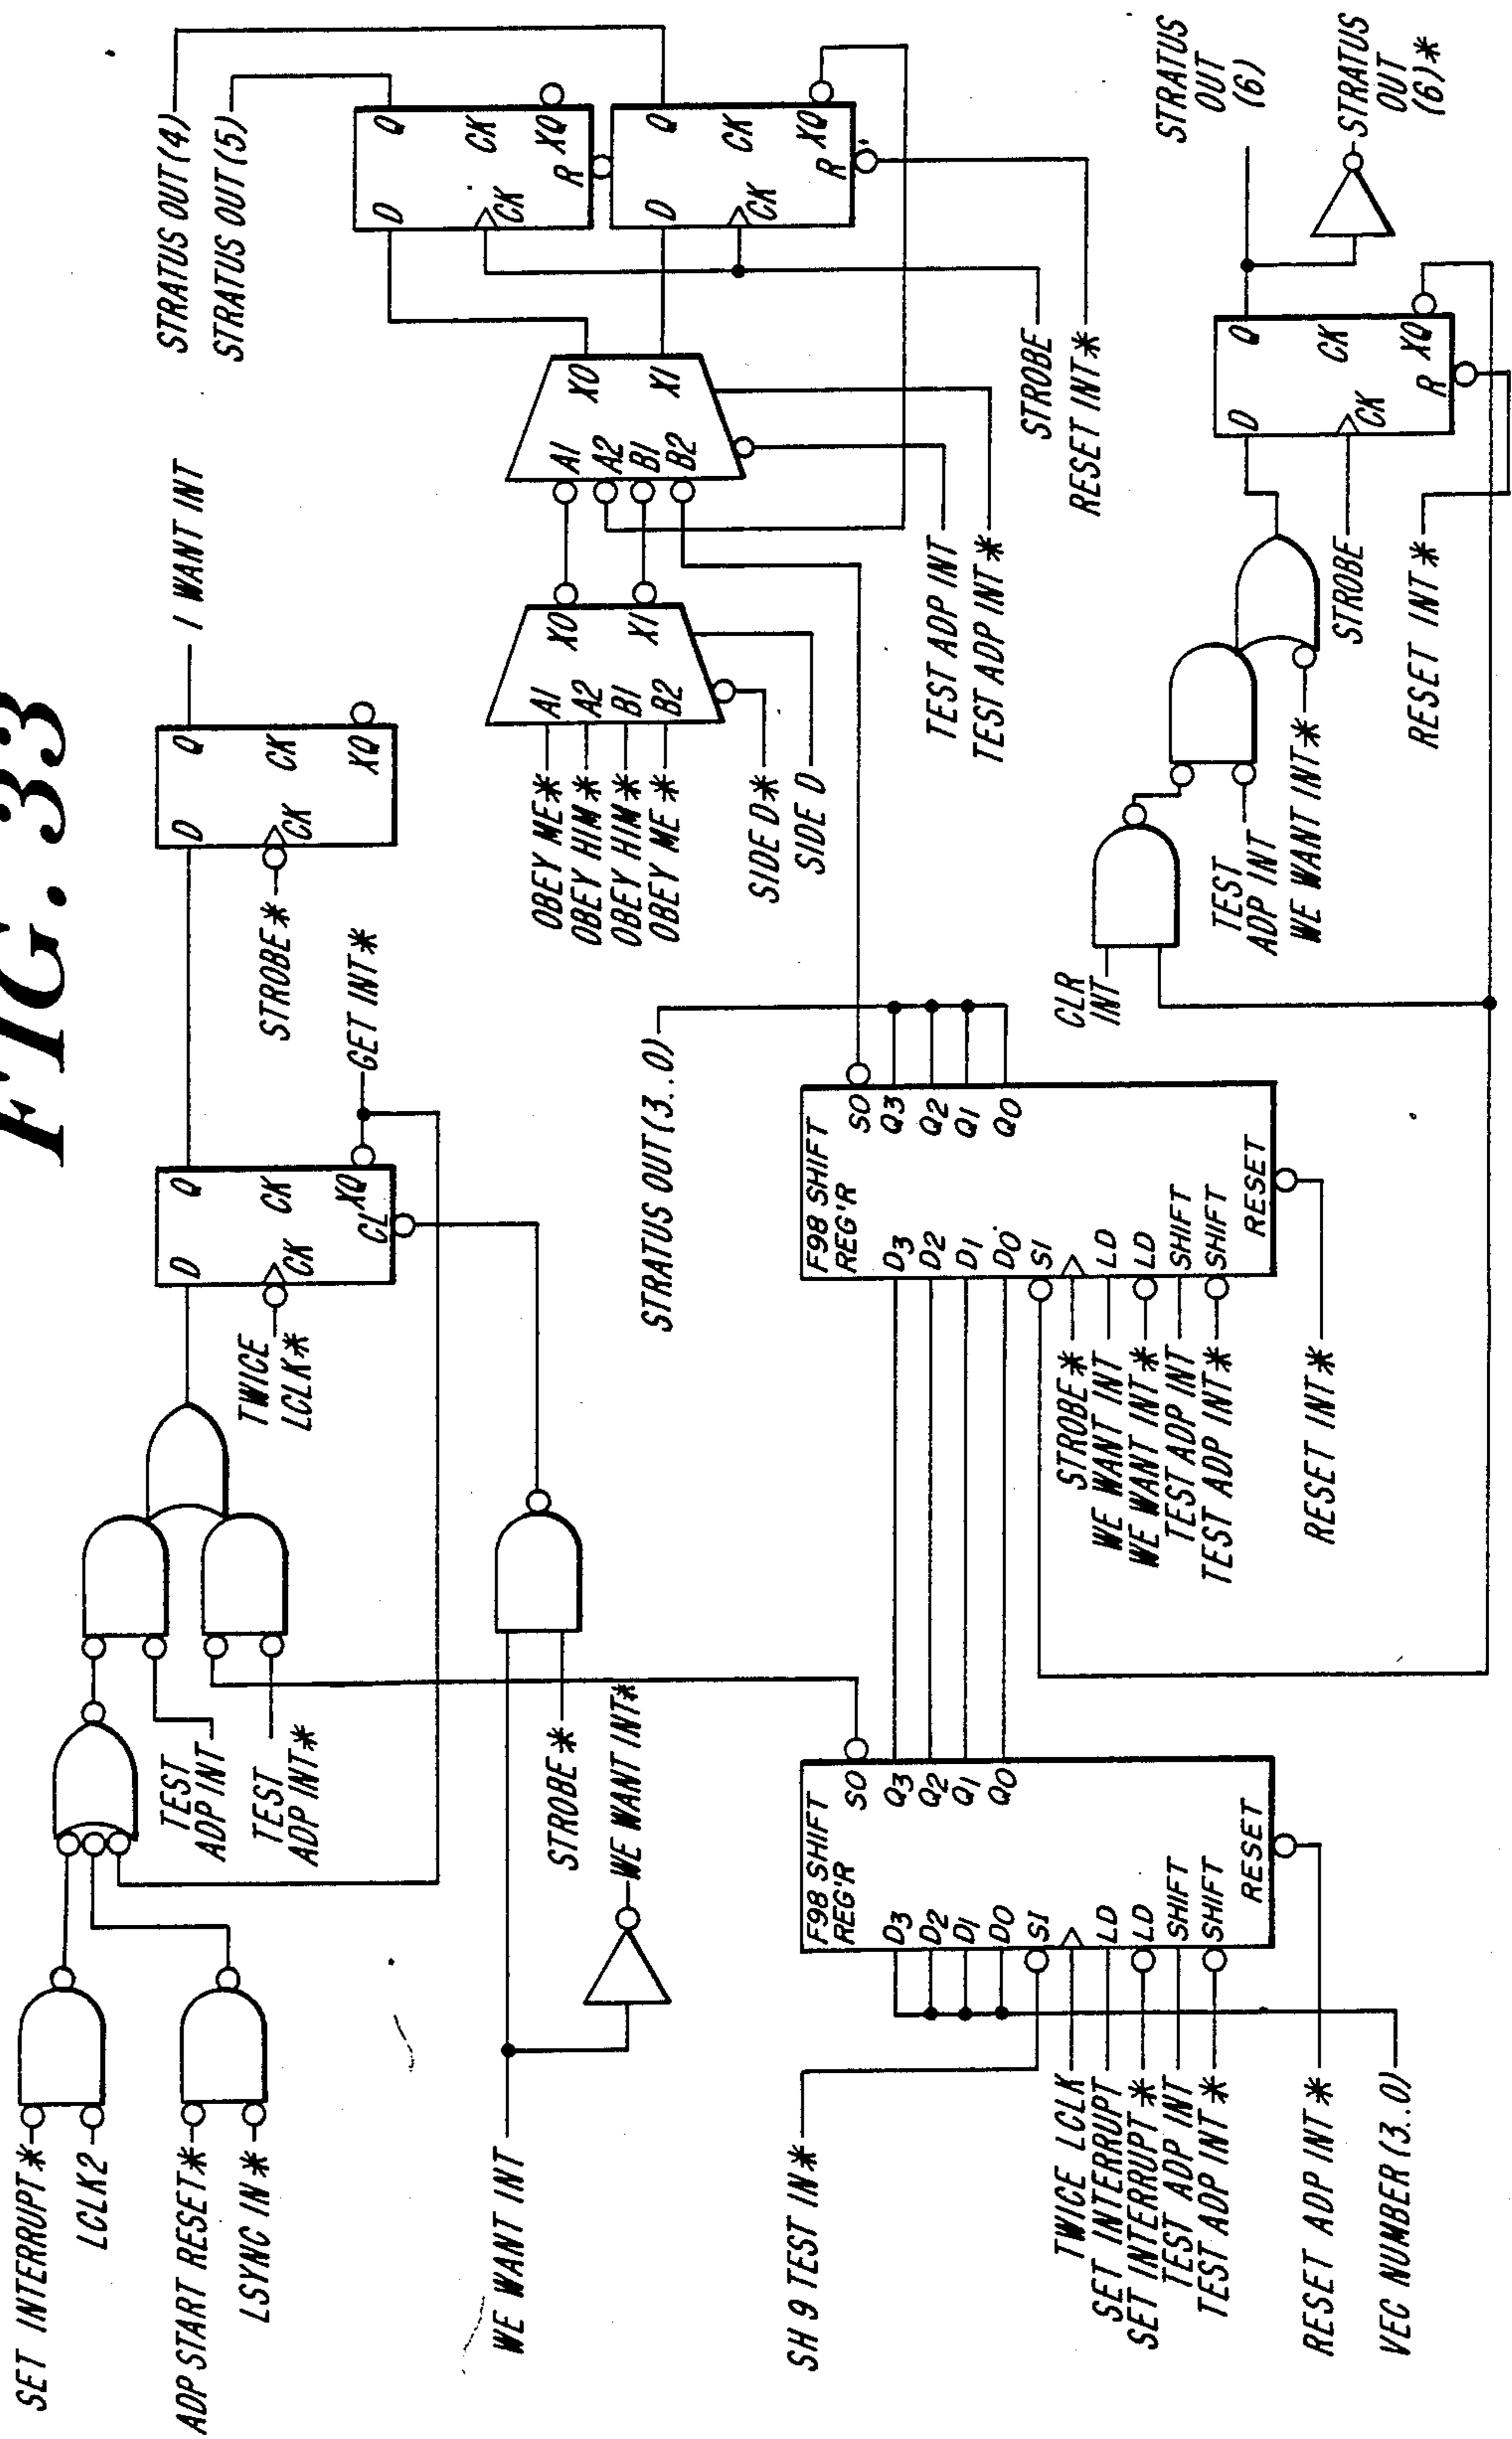 FIG. 33
SET INTERRUPT*
LCLK2
ADP START RESET*
LSYNC IN*
TEST
ADP INT
TEST
ADP INT*
TWICE
LCLK*
D
Q
CK
CK
XQ
CL
GET INT*
STROBE*
D
Q
CK
CK
XQ
I WANT INT
STRATUS OUT(4)
STRATUS OUT(5)
WE WANT INT
STROBE*
WE WANT INT*
OBEY ME*
OBEY HIM*
OBEY HIM*
OBEY ME*
SIDE D*
SIDE D
A1
A2
B1
B2
X0
X1
A1
A2
B1
B2
X0
X1
TEST ADP INT
TEST ADP INT*
STROBE
RESET INT*
D
Q
CK
CK
XQ
R
D
Q
CK
CK
XQ
R
SH 9 TEST IN*
TWICE LCLK
SET INTERRUPT
SET INTERRUPT*
TEST ADP INT
TEST ADP INT*
RESET ADP INT*
VEC NUMBER (3..0)
F98 SHIFT
REG'R
D3
D2
D1
D0
SI
LD
LD
SHIFT
SHIFT
RESET
SO
Q3
Q2
Q1
Q0
STROBE*
WE WANT INT
WE WANT INT*
TEST ADP INT
TEST ADP INT*
RESET INT*
F98 SHIFT
REG'R
D3
D2
D1
D0
SI
LD
LD
SHIFT
SHIFT
RESET
SO
Q3
Q2
Q1
Q0
STRATUS OUT(3..0)
CLR
INT
TEST
ADP INT
WE WANT INT*
STROBE
RESET INT*
D
Q
CK
CK
XQ
R
STRATUS
OUT
(6)
STRATUS
OUT
(6)*